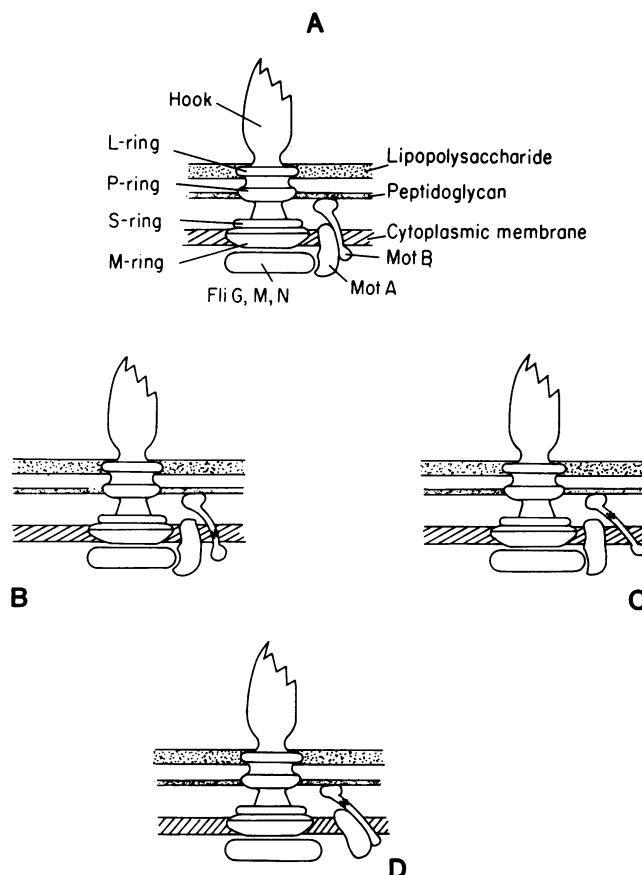 A
Hook
L-ring
Lipopolysaccharide
P-ring
Peptidoglycan
S-ring
Cytoplasmic membrane
M-ring
Mot B
Fli G, M, N
Mot A
B
C
D